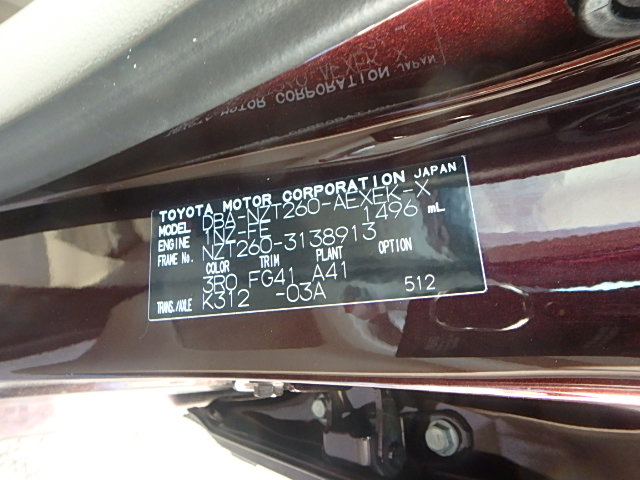 TOYOTA MOTOR CORPORATION JAPAN
MODEL DBA-NZT260-AEXEK-X
ENGINE 1NZ-FE 1496 mL
FRAME No. NZT260-3138913
COLOR TRIM PLANT OPTION
3R0 FG41 A41
TRANS./AXLE K312 -03A 512